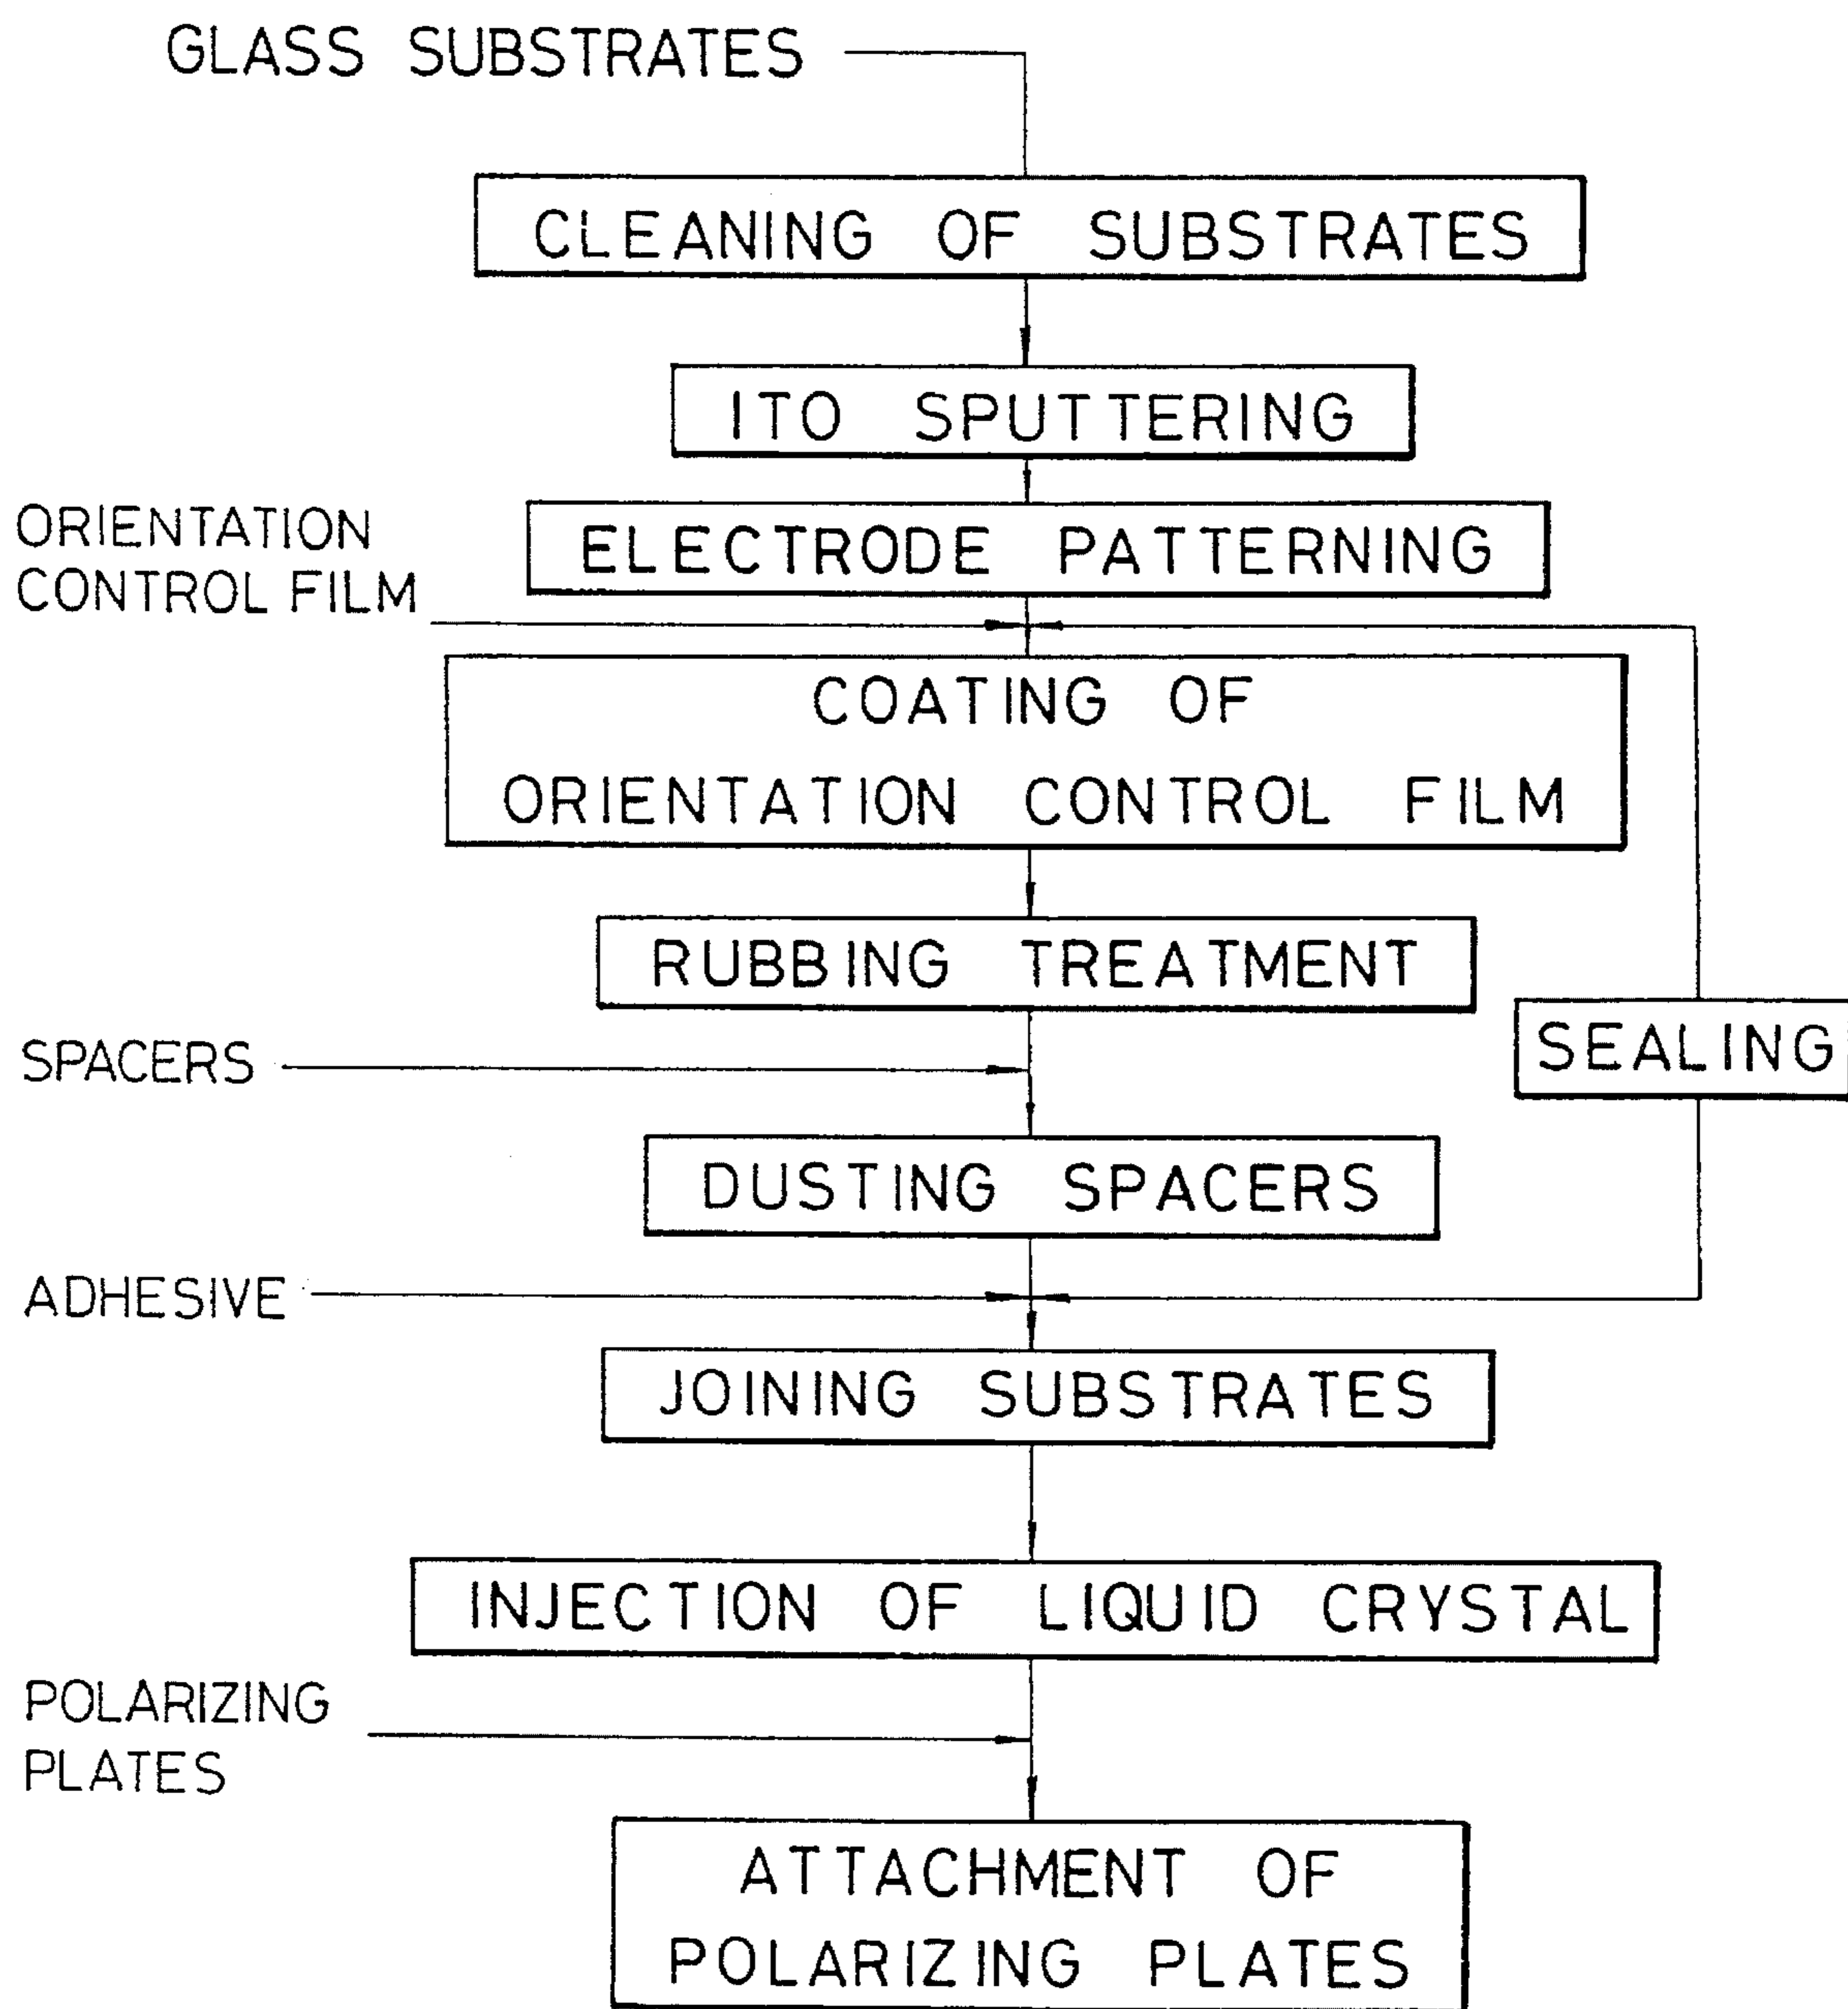 GLASS SUBSTRATES
CLEANING OF SUBSTRATES
ITO SPUTTERING
ORIENTATION
CONTROL FILM
ELECTRODE PATTERNING
COATING OF
ORIENTATION CONTROL FILM
RUBBING TREATMENT
SEALING
SPACERS
DUSTING SPACERS
ADHESIVE
JOINING SUBSTRATES
INJECTION OF LIQUID CRYSTAL
POLARIZING
PLATES
ATTACHMENT OF
POLARIZING PLATES